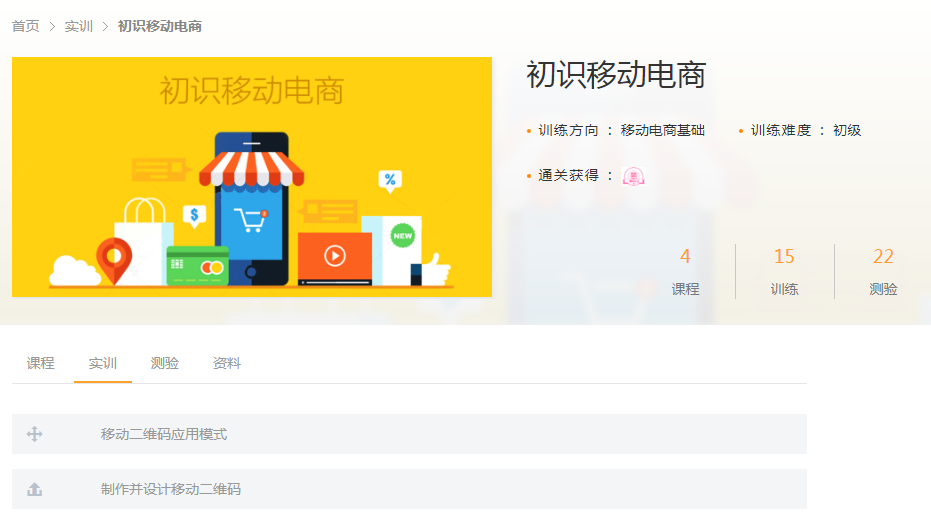 首页 > 实训 > 初识移动电商
初识移动电商
$
%
NEW
初识移动电商
• 训练方向 : 移动电商基础
• 训练难度 : 初级
• 通关获得 :
4
课程
15
训练
22
测验
课程 实训 测验 资料
移动二维码应用模式
制作并设计移动二维码